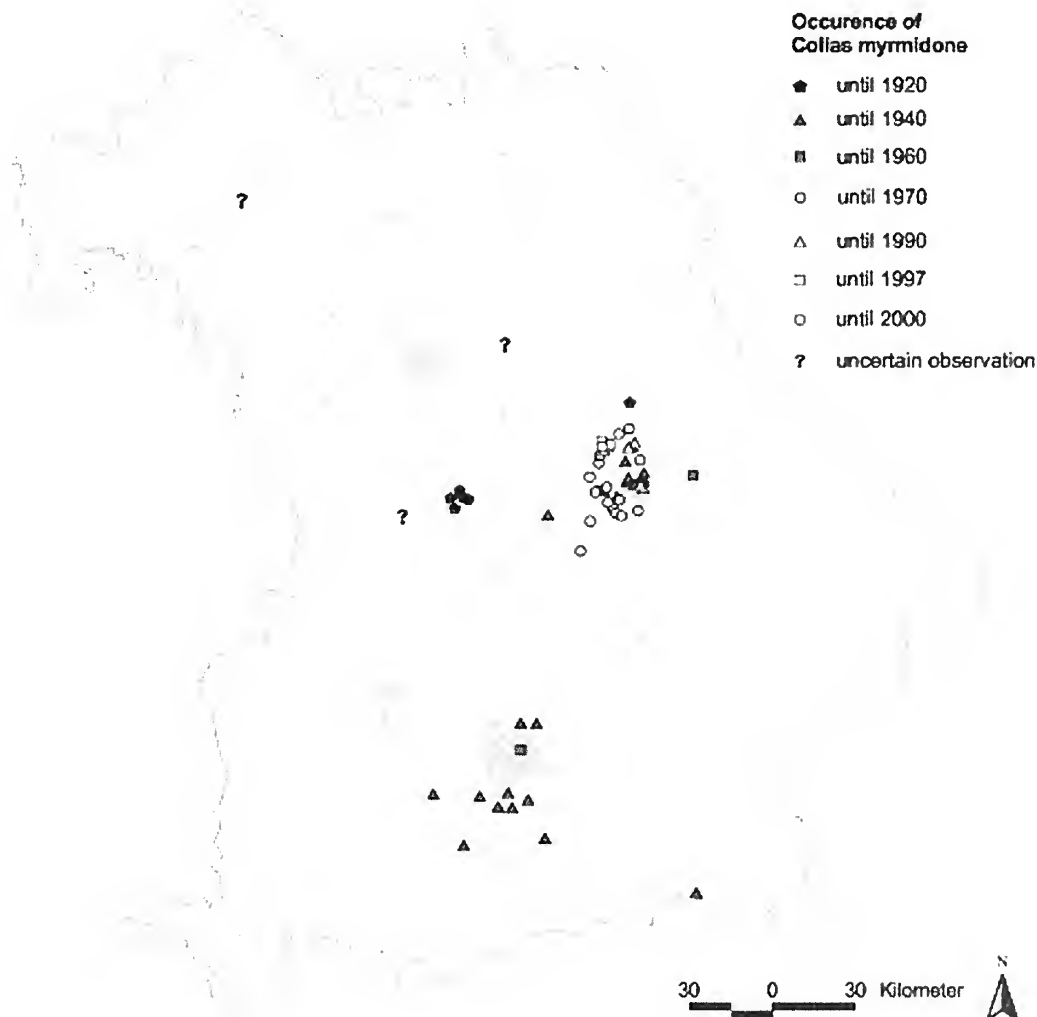 Occurence of
Colias myrmidone
until 1920
until 1940
until 1960
until 1970
until 1990
until 1997
until 2000
? uncertain observation
?
?
?
N
30 0 30 Kilometer